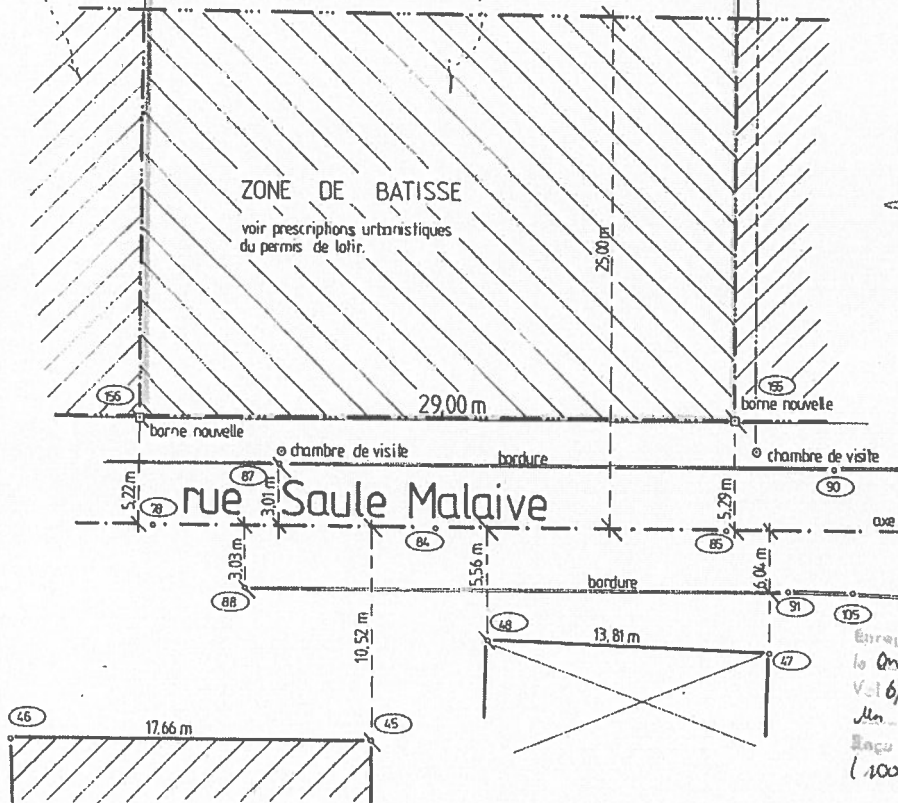 ZONE DE BATISSE
voir prescriptions urbanistiques
du permis de lotir.
25,00 m
156
29,00 m
155
borne nouvelle
borne nouvelle
chambre de visite
chambre de visite
bordure
87
90
5,22 m
3,01 m
5,29 m
rue Saule Malaive
78
84
85
axe
3,03 m
5,56 m
6,04 m
bordure
88
91
105
10,52 m
48
13,81 m
47
46
17,66 m
45